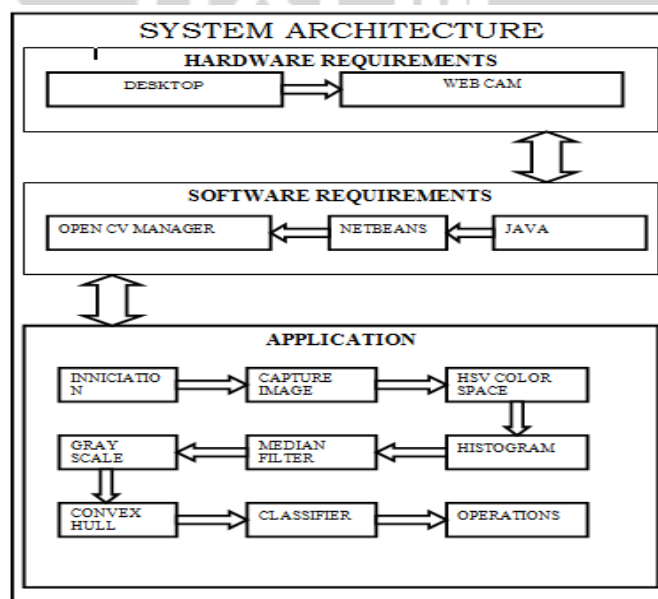 SYSTEM ARCHITECTURE
HARDWARE REQUIREMENTS
DESKTOP
WEB CAM
SOFTWARE REQUIREMENTS
OPEN CV MANAGER
NETBEANS
JAVA
APPLICATION
INNICIATIO
N
CAPTURE
IMAGE
HSV COLOR
SPACE
GRAY
SCALE
MEDIAN
FILTER
HISTOGRAM
CONVEX
HULL
CLASSIFIER
OPERATIONS